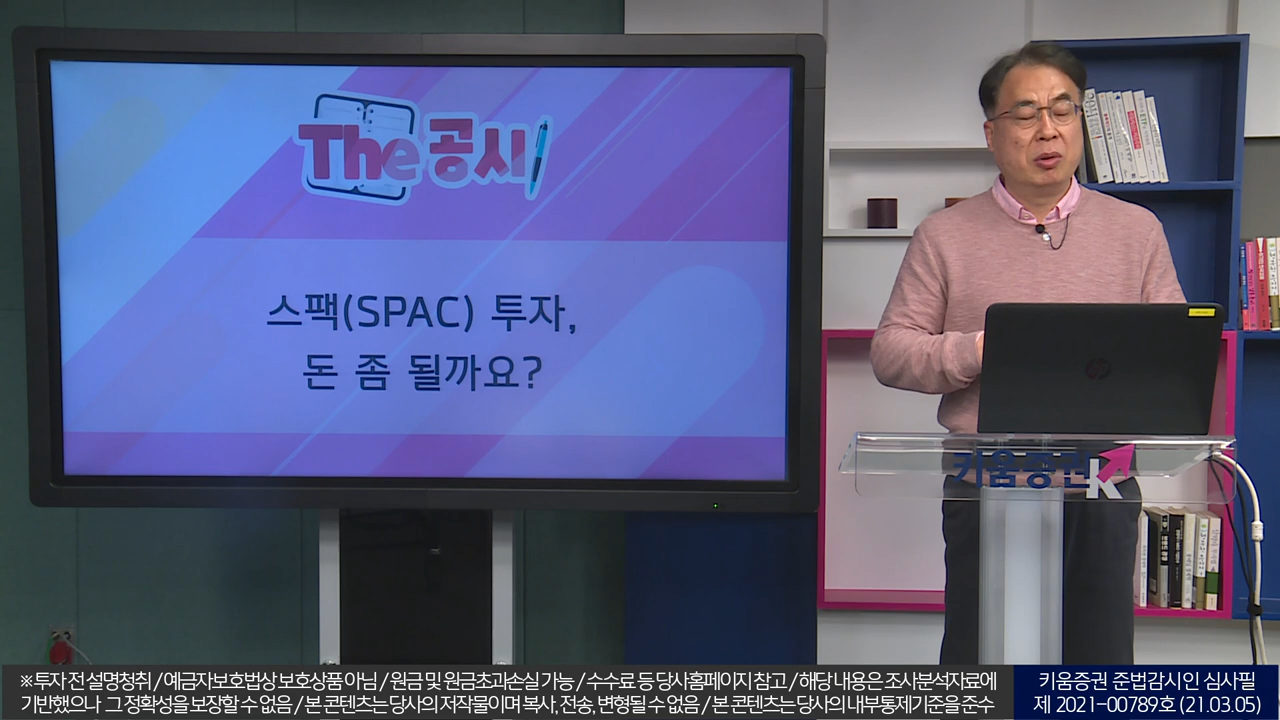 The 공시
스팩(SPAC) 투자,
돈 좀 될까요?
키움증권
※ 투자 전 설명청취 / 예금자보호법상 보호상품 아님 / 원금 및 원금초과손실 가능 / 수수료 등 당사홈페이지 참고 / 해당 내용은 조사분석자료에
기반했으나 그 정확성을 보장할 수 없음 / 본 콘텐츠는 당사의 저작물이며 복사, 전송, 변형될 수 없음 / 본 콘텐츠는 당사의 내부통제기준을 준수
키움증권 준법감시인 심사필
제 2021-00789호 (21.03.05)